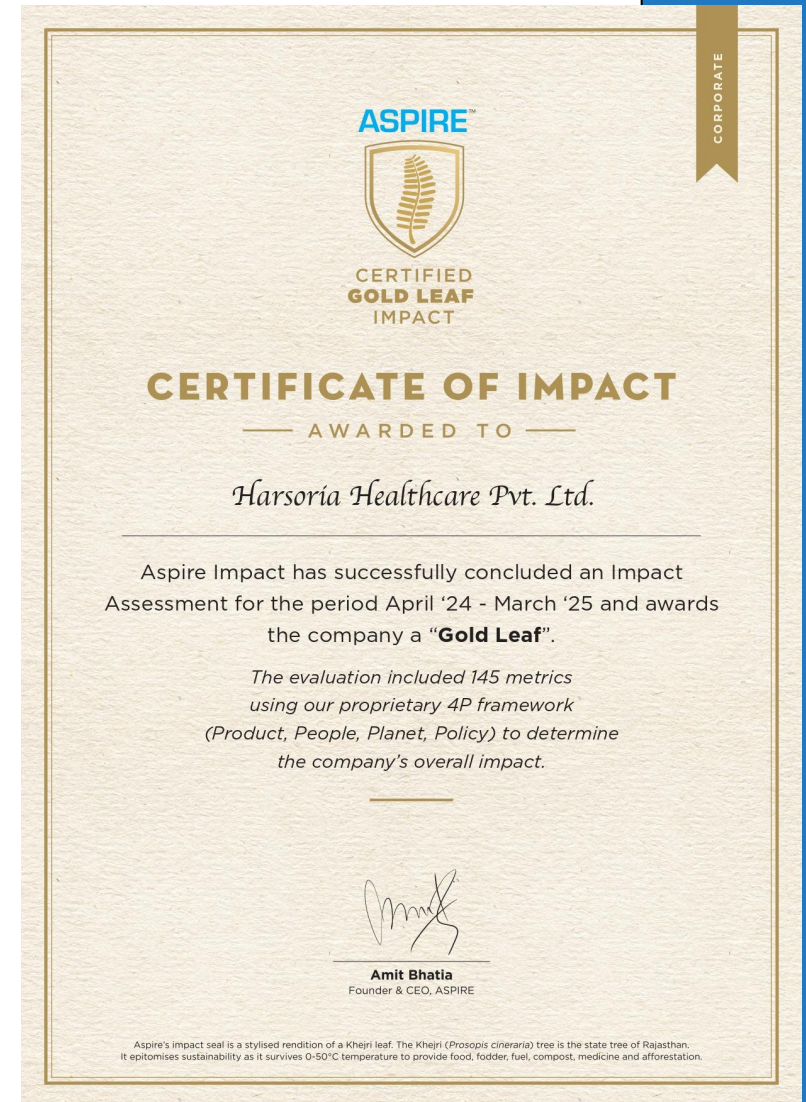 CORPORATE
ASPIRE™
CERTIFIED
GOLD LEAF
IMPACT
CERTIFICATE OF IMPACT
AWARDED TO
Harsoria Healthcare Pvt. Ltd.
Aspire Impact has successfully concluded an Impact
Assessment for the period April ‘24 - March ‘25 and awards
the company a “Gold Leaf”.
The evaluation included 145 metrics
using our proprietary 4P framework
(Product, People, Planet, Policy) to determine
the company’s overall impact.
Amit Bhatia
Founder & CEO, ASPIRE
Aspire’s impact seal is a stylised rendition of a Khejri leaf. The Khejri (Prosopis cineraria) tree is the state tree of Rajasthan.
It epitomises sustainability as it survives 0-50°C temperature to provide food, fodder, fuel, compost, medicine and afforestation.